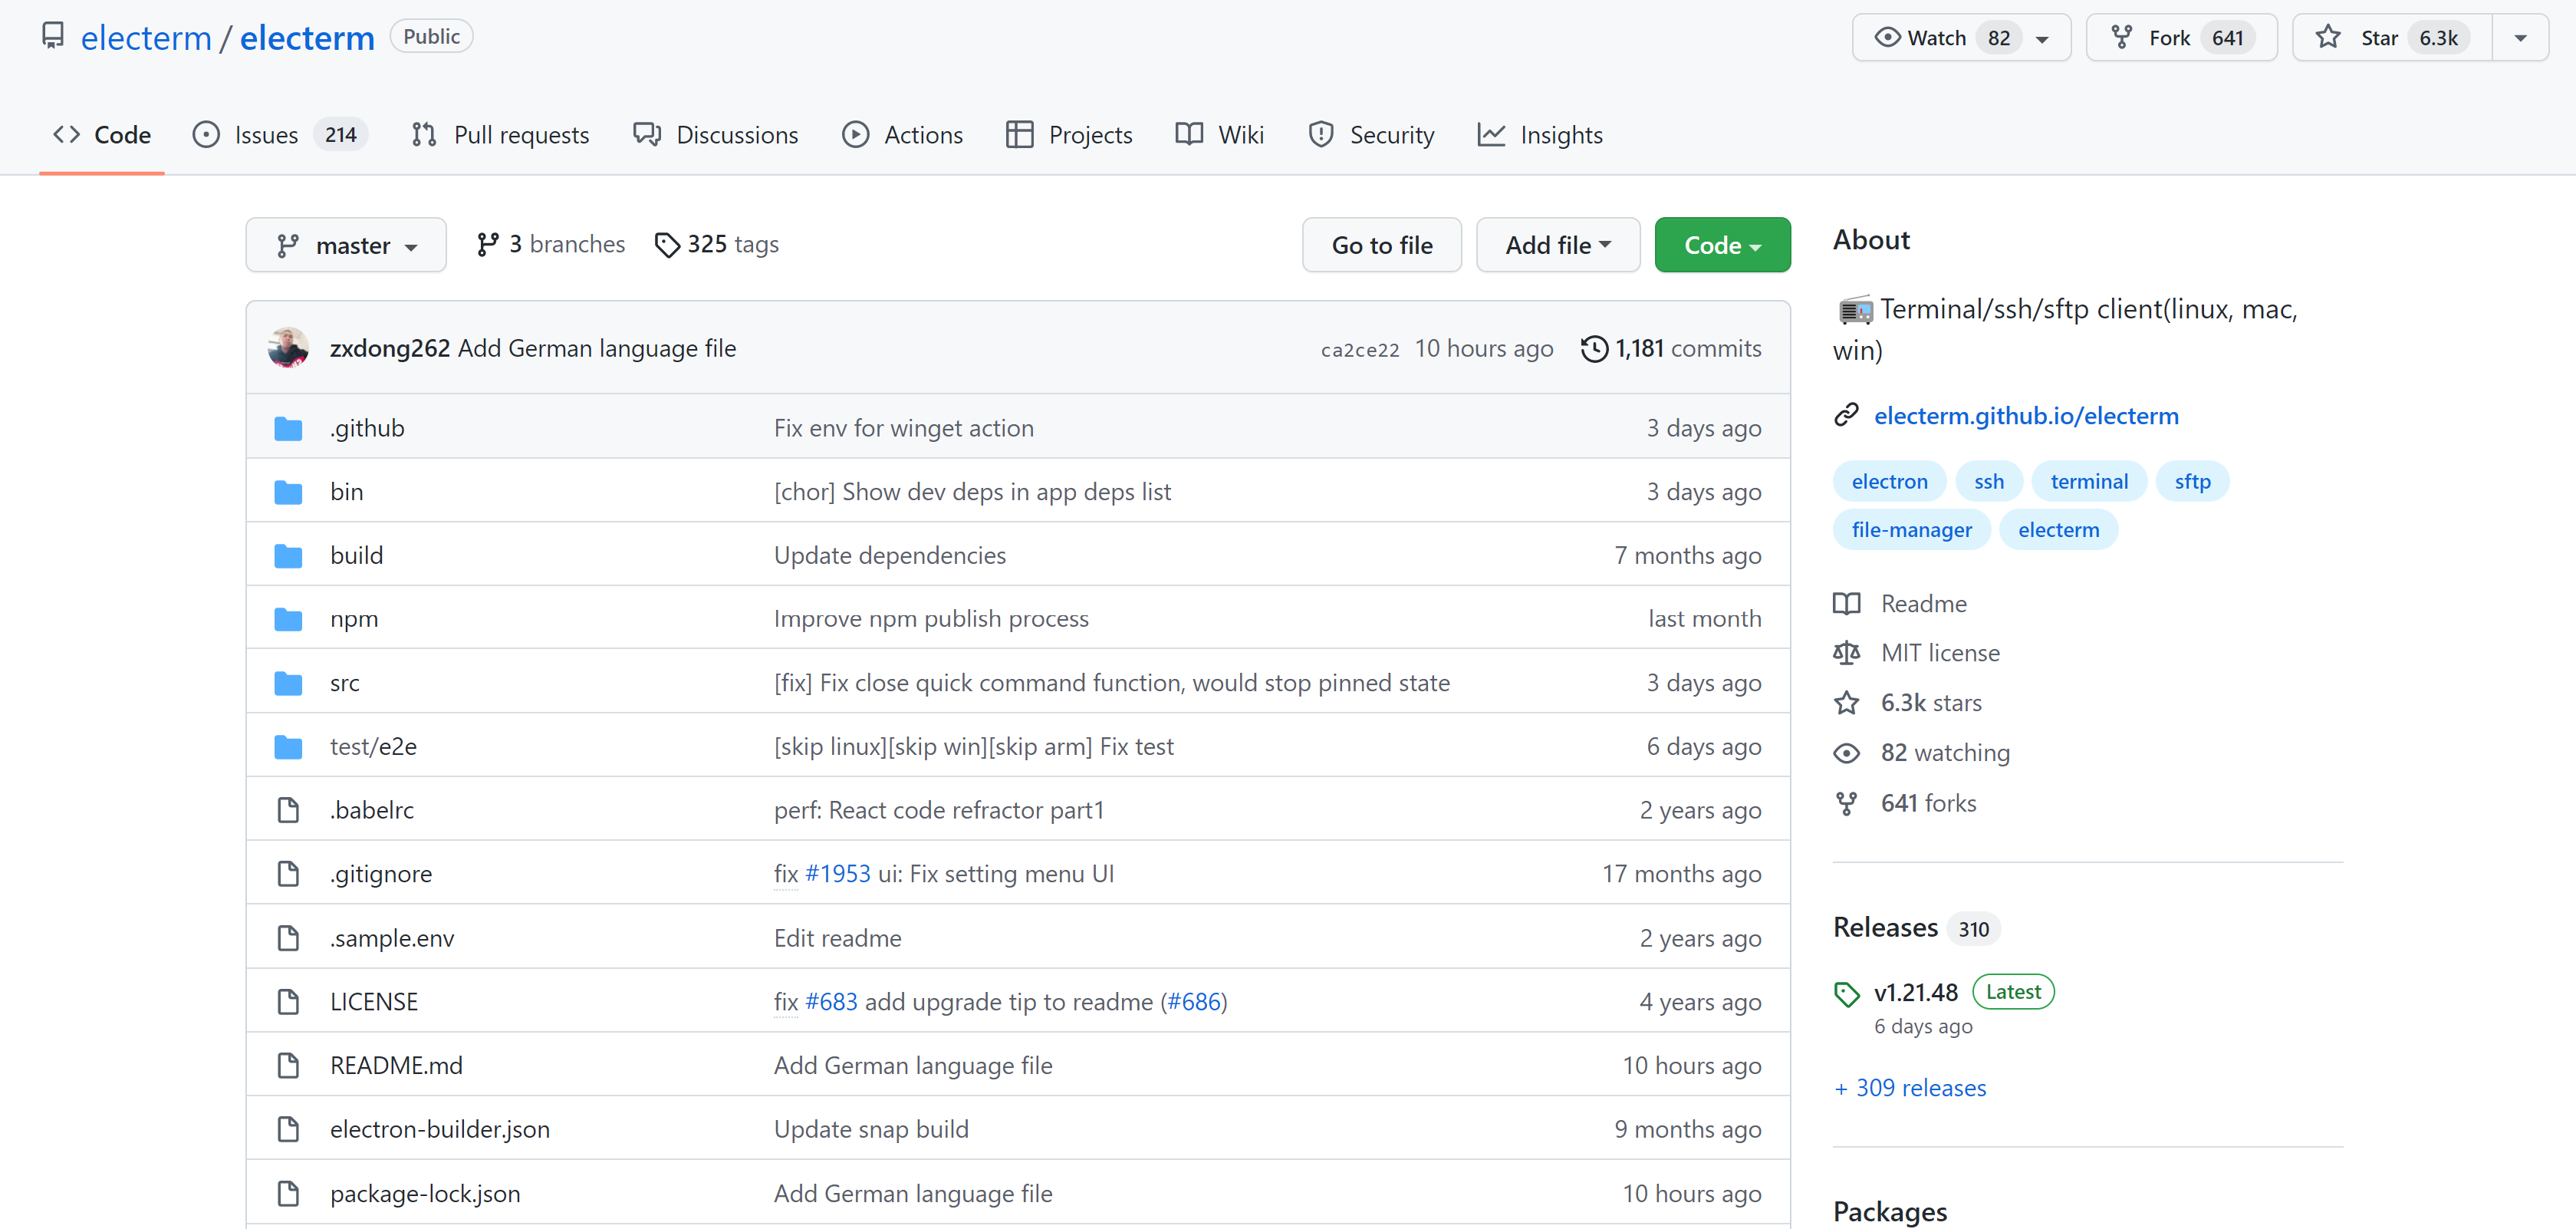 electerm / electerm Public Watch 82 Fork 641 Star 6.3k
Code Issues 214 Pull requests Discussions Actions Projects Wiki Security Insights
master 3 branches 325 tags Go to file Add file Code
zxdong262 Add German language file ca2ce22 10 hours ago 1,181 commits
.github Fix env for winget action 3 days ago
bin [chor] Show dev deps in app deps list 3 days ago
build Update dependencies 7 months ago
npm Improve npm publish process last month
src [fix] Fix close quick command function, would stop pinned state 3 days ago
test/e2e [skip linux][skip win][skip arm] Fix test 6 days ago
.babelrc perf: React code refractor part1 2 years ago
.gitignore fix #1953 ui: Fix setting menu UI 17 months ago
.sample.env Edit readme 2 years ago
LICENSE fix #683 add upgrade tip to readme (#686) 4 years ago
README.md Add German language file 10 hours ago
electron-builder.json Update snap build 9 months ago
package-lock.json Add German language file 10 hours ago
About
Terminal/ssh/sftp client(linux, mac,
win)
electerm.github.io/electerm
electron ssh terminal sftp
file-manager electerm
Readme
MIT license
6.3k stars
82 watching
641 forks
Releases 310
v1.21.48 Latest
6 days ago
+ 309 releases
Packages